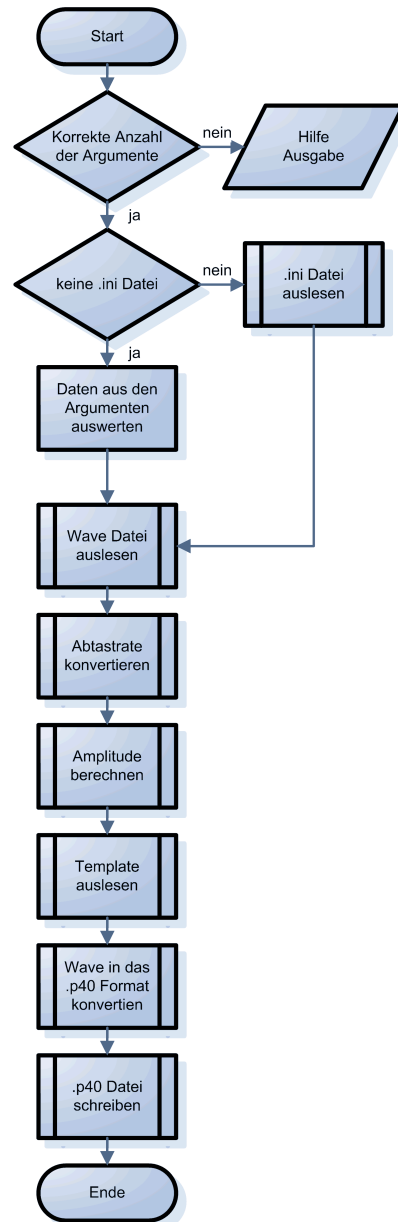 Start
Korrekte Anzahl
der Argumente
nein
Hilfe
Ausgabe
ja
keine .ini Datei
nein
.ini Datei
auslesen
ja
Daten aus den
Argumenten
auswerten
Wave Datei
auslesen
Abtastrate
konvertieren
Amplitude
berechnen
Template
auslesen
Wave in das
.p40 Format
konvertien
.p40 Datei
schreiben
Ende